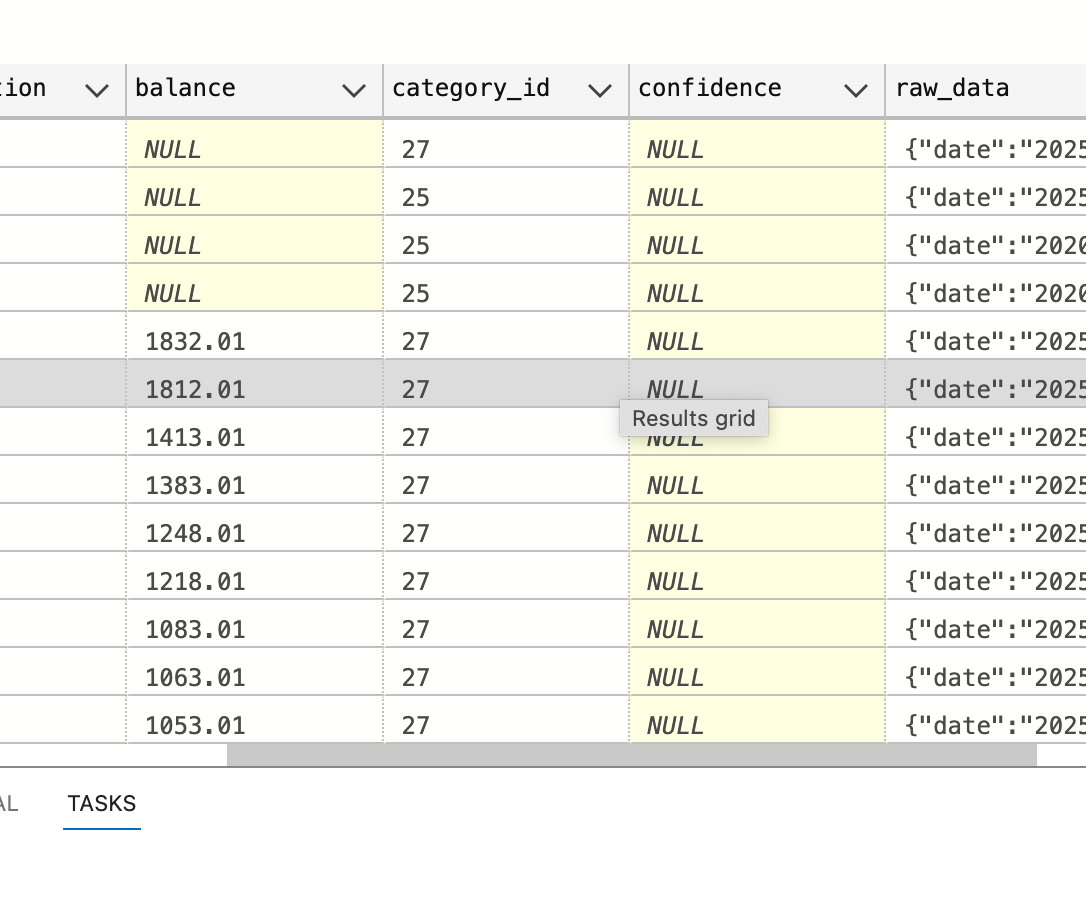 tion balance category_id confidence raw_data
NULL 27 NULL {"date":"2025
NULL 25 NULL {"date":"2025
NULL 25 NULL {"date":"2020
NULL 25 NULL {"date":"2020
1832.01 27 NULL {"date":"2025
1812.01 27 NULL {"date":"2025
Results grid
1413.01 27 NULL {"date":"2025
1383.01 27 NULL {"date":"2025
1248.01 27 NULL {"date":"2025
1218.01 27 NULL {"date":"2025
1083.01 27 NULL {"date":"2025
1063.01 27 NULL {"date":"2025
1053.01 27 NULL {"date":"2025
AL TASKS